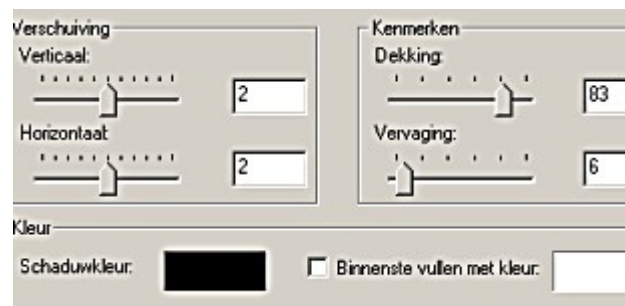 Verschuiving
Verticaal:
2
Horizontaal:
2
Kenmerken
Dekking:
83
Vervaging:
6
Kleur
Schaduwkleur:
Binnenste vullen met kleur: